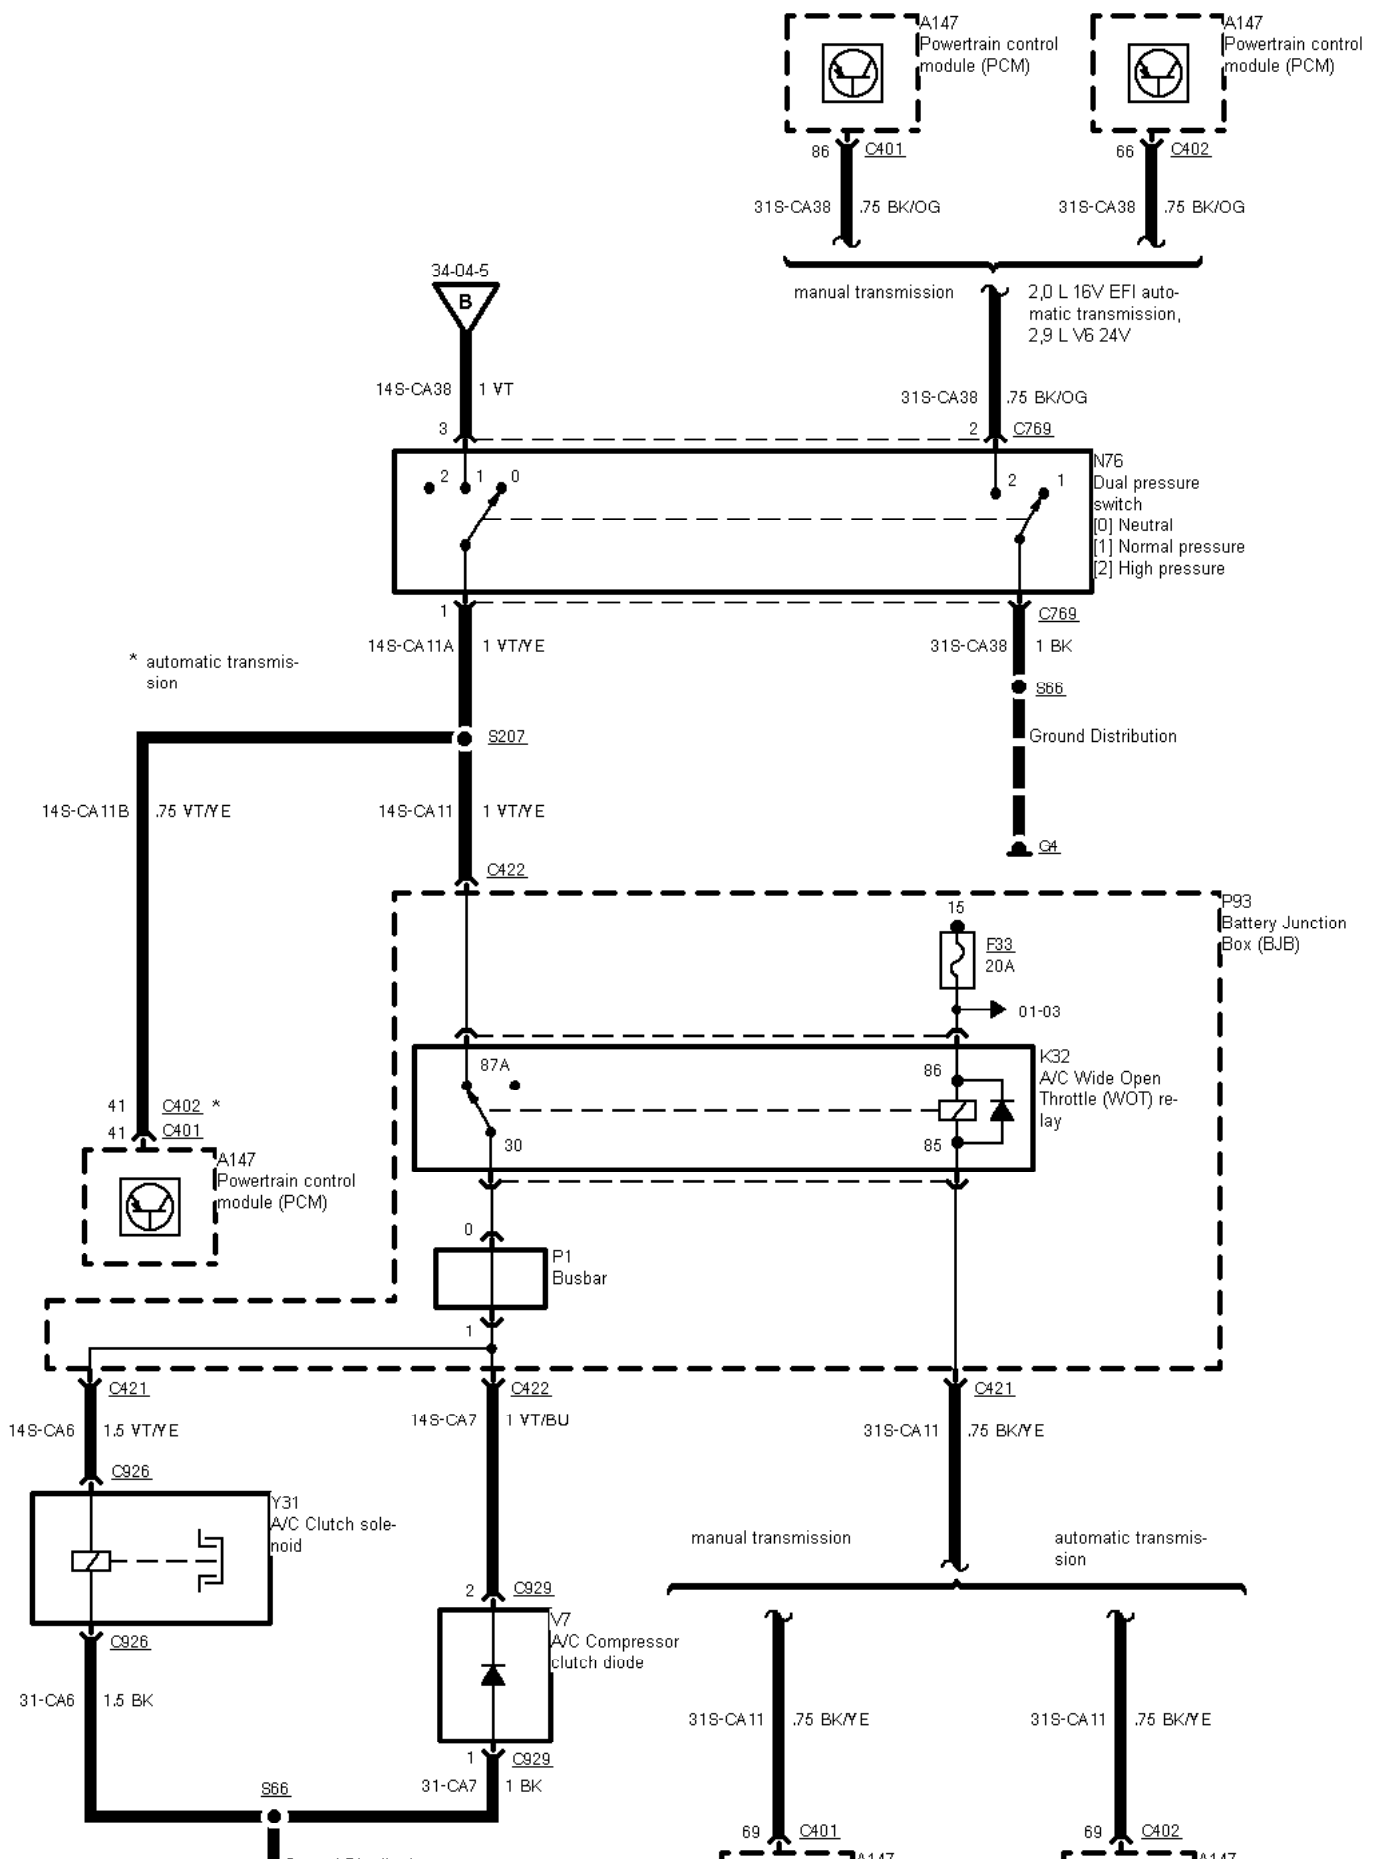 A147
Powertrain control
module (PCM)
A147
Powertrain control
module (PCM)
86 C401
66 C402
31S-CA38 .75 BK/OG
31S-CA38 .75 BK/OG
34-04-5
B
manual transmission
2,0 L 16V EFI auto-
matic transmission,
2,9 L V6 24V
14S-CA38 1 VT
31S-CA38 .75 BK/OG
3
2 C769
2 1 0
2 1
N76
Dual pressure
switch
[0] Neutral
[1] Normal pressure
[2] High pressure
1
C769
14S-CA11A 1 VT/YE
31S-CA38 1 BK
* automatic transmis-
sion
S66
S207
Ground Distribution
14S-CA11B .75 VT/YE
14S-CA11 1 VT/YE
G4
C422
15
P93
Battery Junction
Box (BJB)
F33
20A
01-03
87A
86
K32
A/C Wide Open
Throttle (WOT) re-
lay
41 C402 *
41 C401
30
85
A147
Powertrain control
module (PCM)
0
P1
Busbar
1
C421
C422
C421
14S-CA6 1.5 VT/YE
14S-CA7 1 VT/BU
31S-CA11 .75 BK/YE
C926
Y31
A/C Clutch sole-
noid
manual transmission
automatic transmis-
sion
2 C929
V7
A/C Compressor
clutch diode
C926
31-CA6 1.5 BK
31S-CA11 .75 BK/YE
31S-CA11 .75 BK/YE
1 C929
31-CA7 1 BK
S66
69 C401
69 C402
A147
A147